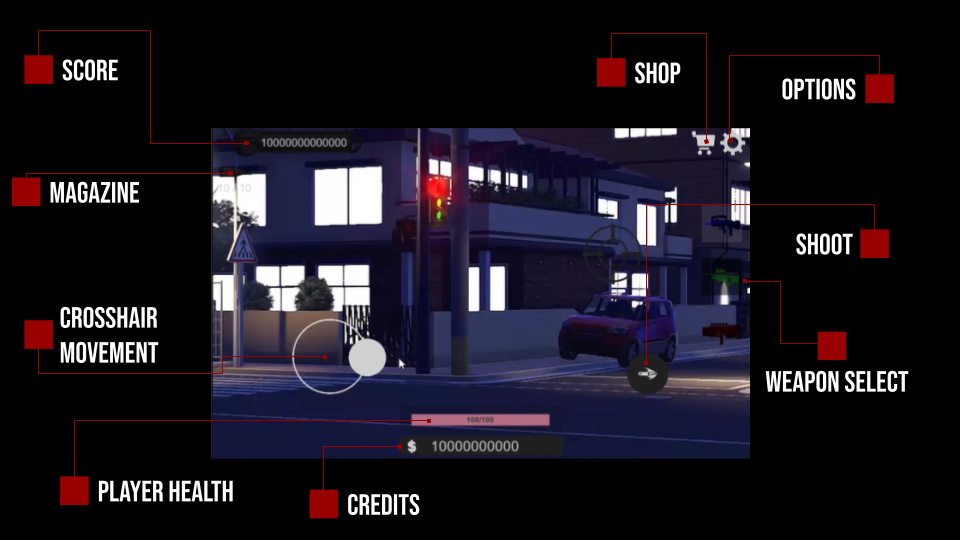 SCORE
SHOP
OPTIONS
10000000000000
MAGAZINE
10/10
SHOOT
CROSSHAIR
MOVEMENT
WEAPON SELECT
100/100
$ 10000000000
PLAYER HEALTH
CREDITS